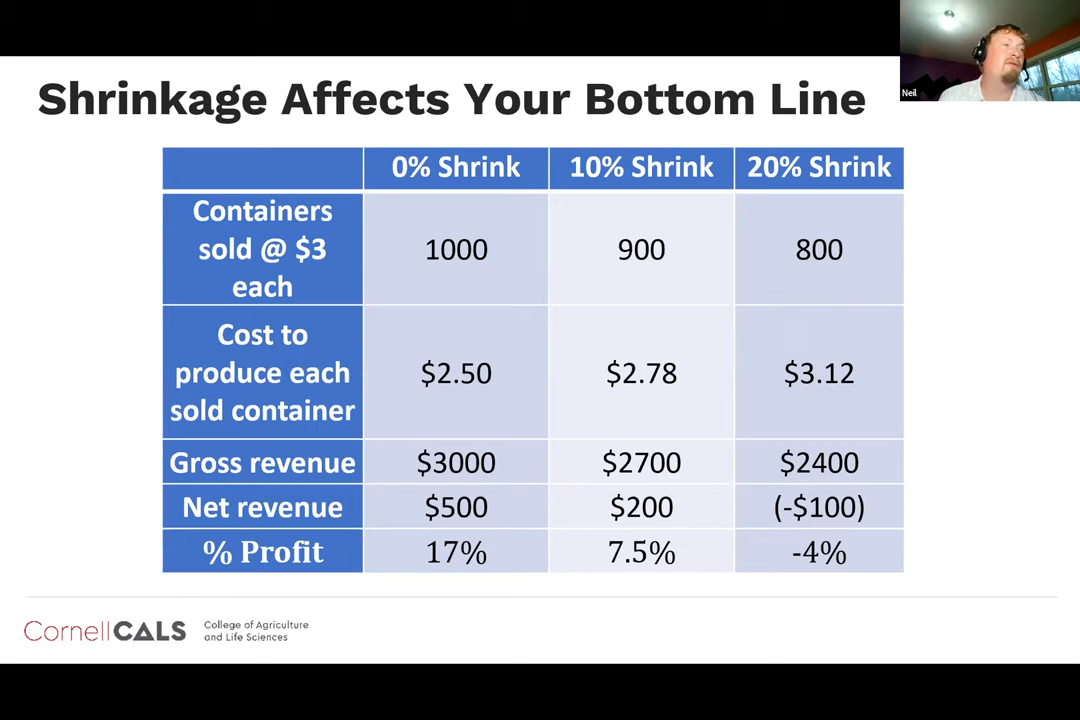 Neil
Shrinkage Affects Your Bottom Line
0% Shrink 10% Shrink 20% Shrink
Containers
sold @ $3
each
1000 900 800
Cost to
produce each
sold container
$2.50 $2.78 $3.12
Gross revenue $3000 $2700 $2400
Net revenue $500 $200 (-$100)
% Profit 17% 7.5% -4%
CornellCALS
College of Agriculture
and Life Sciences